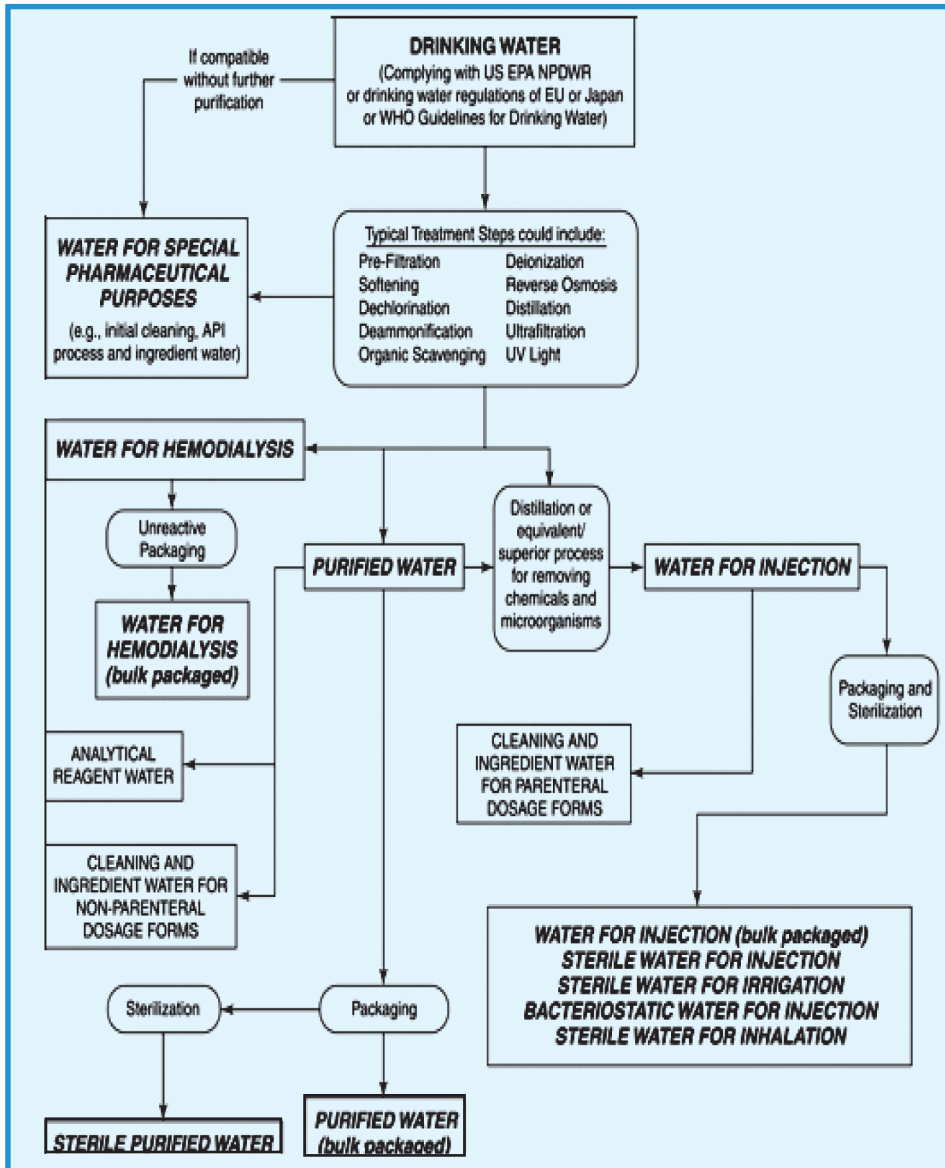 If compatible
without further
purification
DRINKING WATER
(Complying with US EPA NPDWR
or drinking water regulations of EU or Japan
or WHO Guidelines for Drinking Water)
WATER FOR SPECIAL
PHARMACEUTICAL
PURPOSES
(e.g., initial cleaning, API
process and ingredient water)
Typical Treatment Steps could include:
Pre-Filtration Deionization
Softening Reverse Osmosis
Dechlorination Distillation
Deammonification Ultrafiltration
Organic Scavenging UV Light
WATER FOR HEMODIALYSIS
Unreactive
Packaging
WATER FOR
HEMODIALYSIS
(bulk packaged)
PURIFIED WATER
Distillation or
equivalent/
superior process
for removing
chemicals and
microorganisms
WATER FOR INJECTION
Packaging and
Sterilization
ANALYTICAL
REAGENT WATER
CLEANING AND
INGREDIENT WATER
FOR PARENTERAL
DOSAGE FORMS
CLEANING AND
INGREDIENT WATER FOR
NON-PARENTERAL
DOSAGE FORMS
WATER FOR INJECTION (bulk packaged)
STERILE WATER FOR INJECTION
STERILE WATER FOR IRRIGATION
BACTERIOSTATIC WATER FOR INJECTION
STERILE WATER FOR INHALATION
Sterilization
Packaging
STERILE PURIFIED WATER
PURIFIED WATER
(bulk packaged)